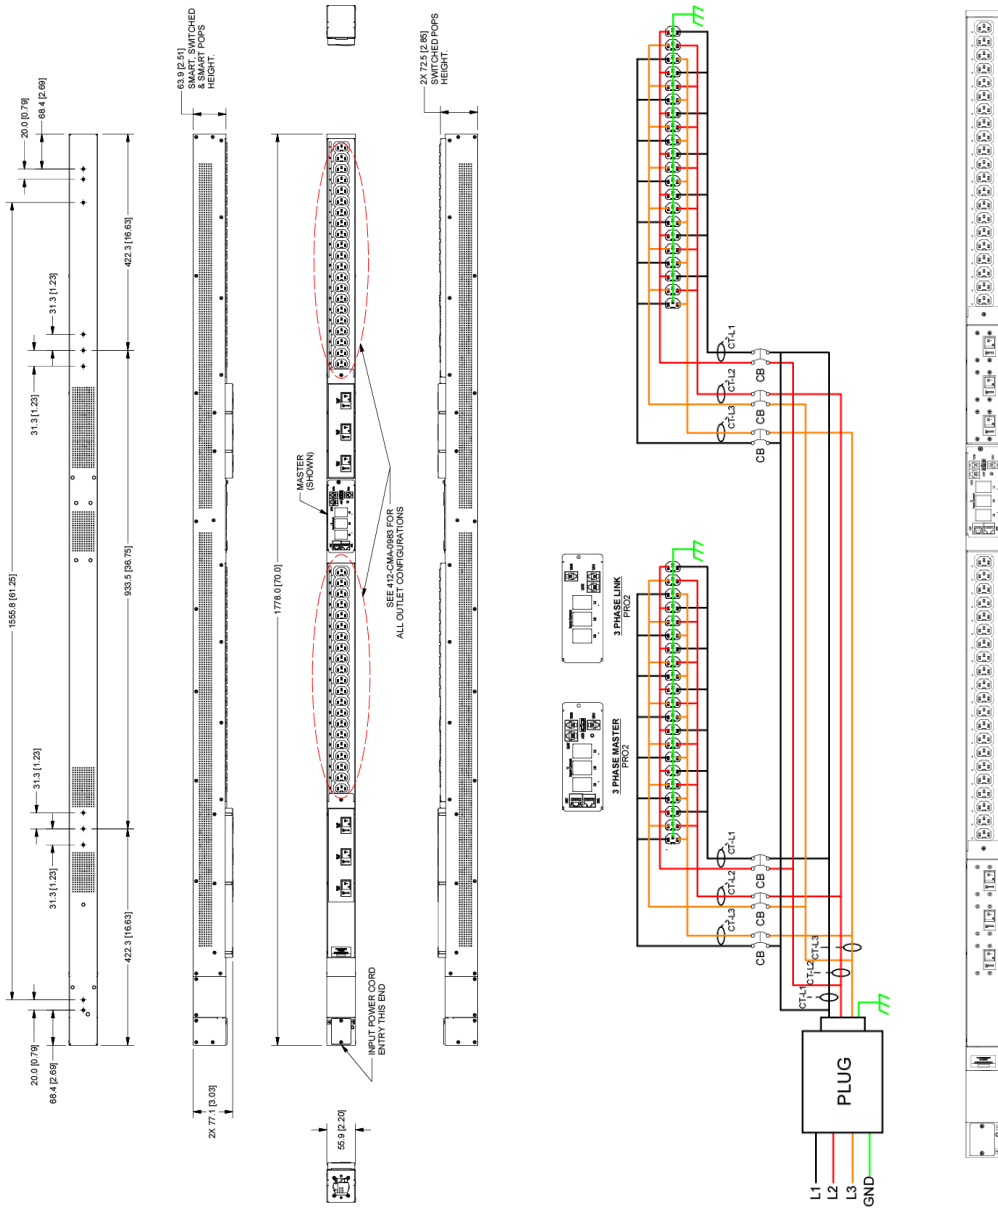 20.0 [0.79]
68.4 [2.69]
422.3 [16.63]
31.3 [1.23]
31.3 [1.23]
1555.8 [61.25]
933.5 [36.75]
31.3 [1.23]
31.3 [1.23]
422.3 [16.63]
20.0 [0.79]
68.4 [2.69]
63.9 [2.51]
SMART, SWITCHED
& SMART POPS
HEIGHT.
2X 77.1 [3.03]
1778.0 [70.0]
MASTER
(SHOWN)
SEE 412-CMA-0983 FOR
ALL OUTLET CONFIGURATIONS
INPUT POWER CORD
ENTRY THIS END
55.9 [2.20]
2X 72.5 [2.85]
SWITCHED POPS
HEIGHT.
3 PHASE LINK
PRO2
3 PHASE MASTER
PRO2
CT-L1
CT-L2
CT-L3
CB
CB
CB
CT-L1
CT-L2
CT-L3
CB
CB
CB
CT-L1
CT-L2
CT-L3
PLUG
L1
L2
L3
GND